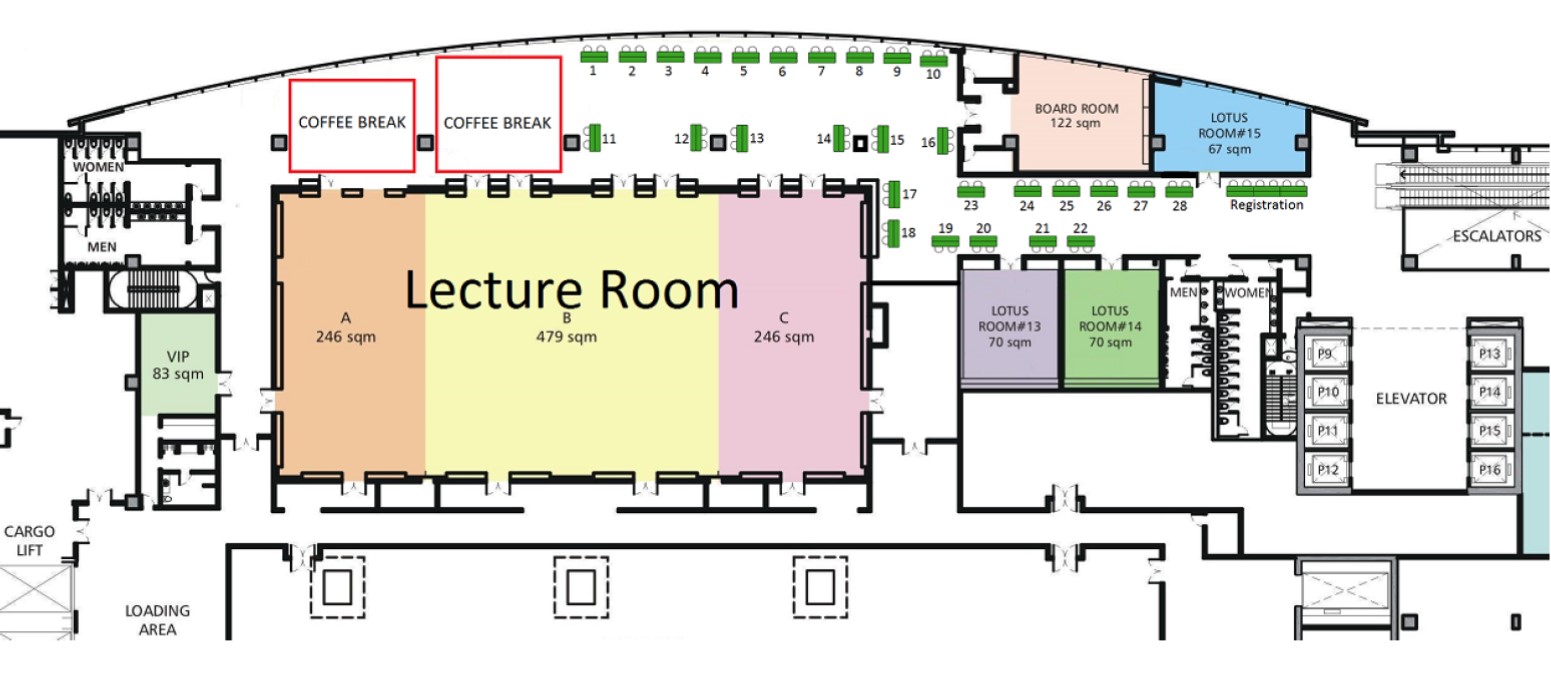 1 2 3 4 5 6 7 8 9 10
COFFEE BREAK
COFFEE BREAK
11 12 13 14 15 16
BOARD ROOM
122 sqm
LOTUS
ROOM#15
67 sqm
WOMEN
MEN
17
18
23 24 25 26 27 28
Registration
19 20 21 22
ESCALATORS
Lecture Room
A
246 sqm
B
479 sqm
C
246 sqm
LOTUS
ROOM#13
70 sqm
LOTUS
ROOM#14
70 sqm
MEN
WOMEN
VIP
83 sqm
P9
P10
P11
P12
ELEVATOR
P13
P14
P15
P16
CARGO
LIFT
LOADING
AREA